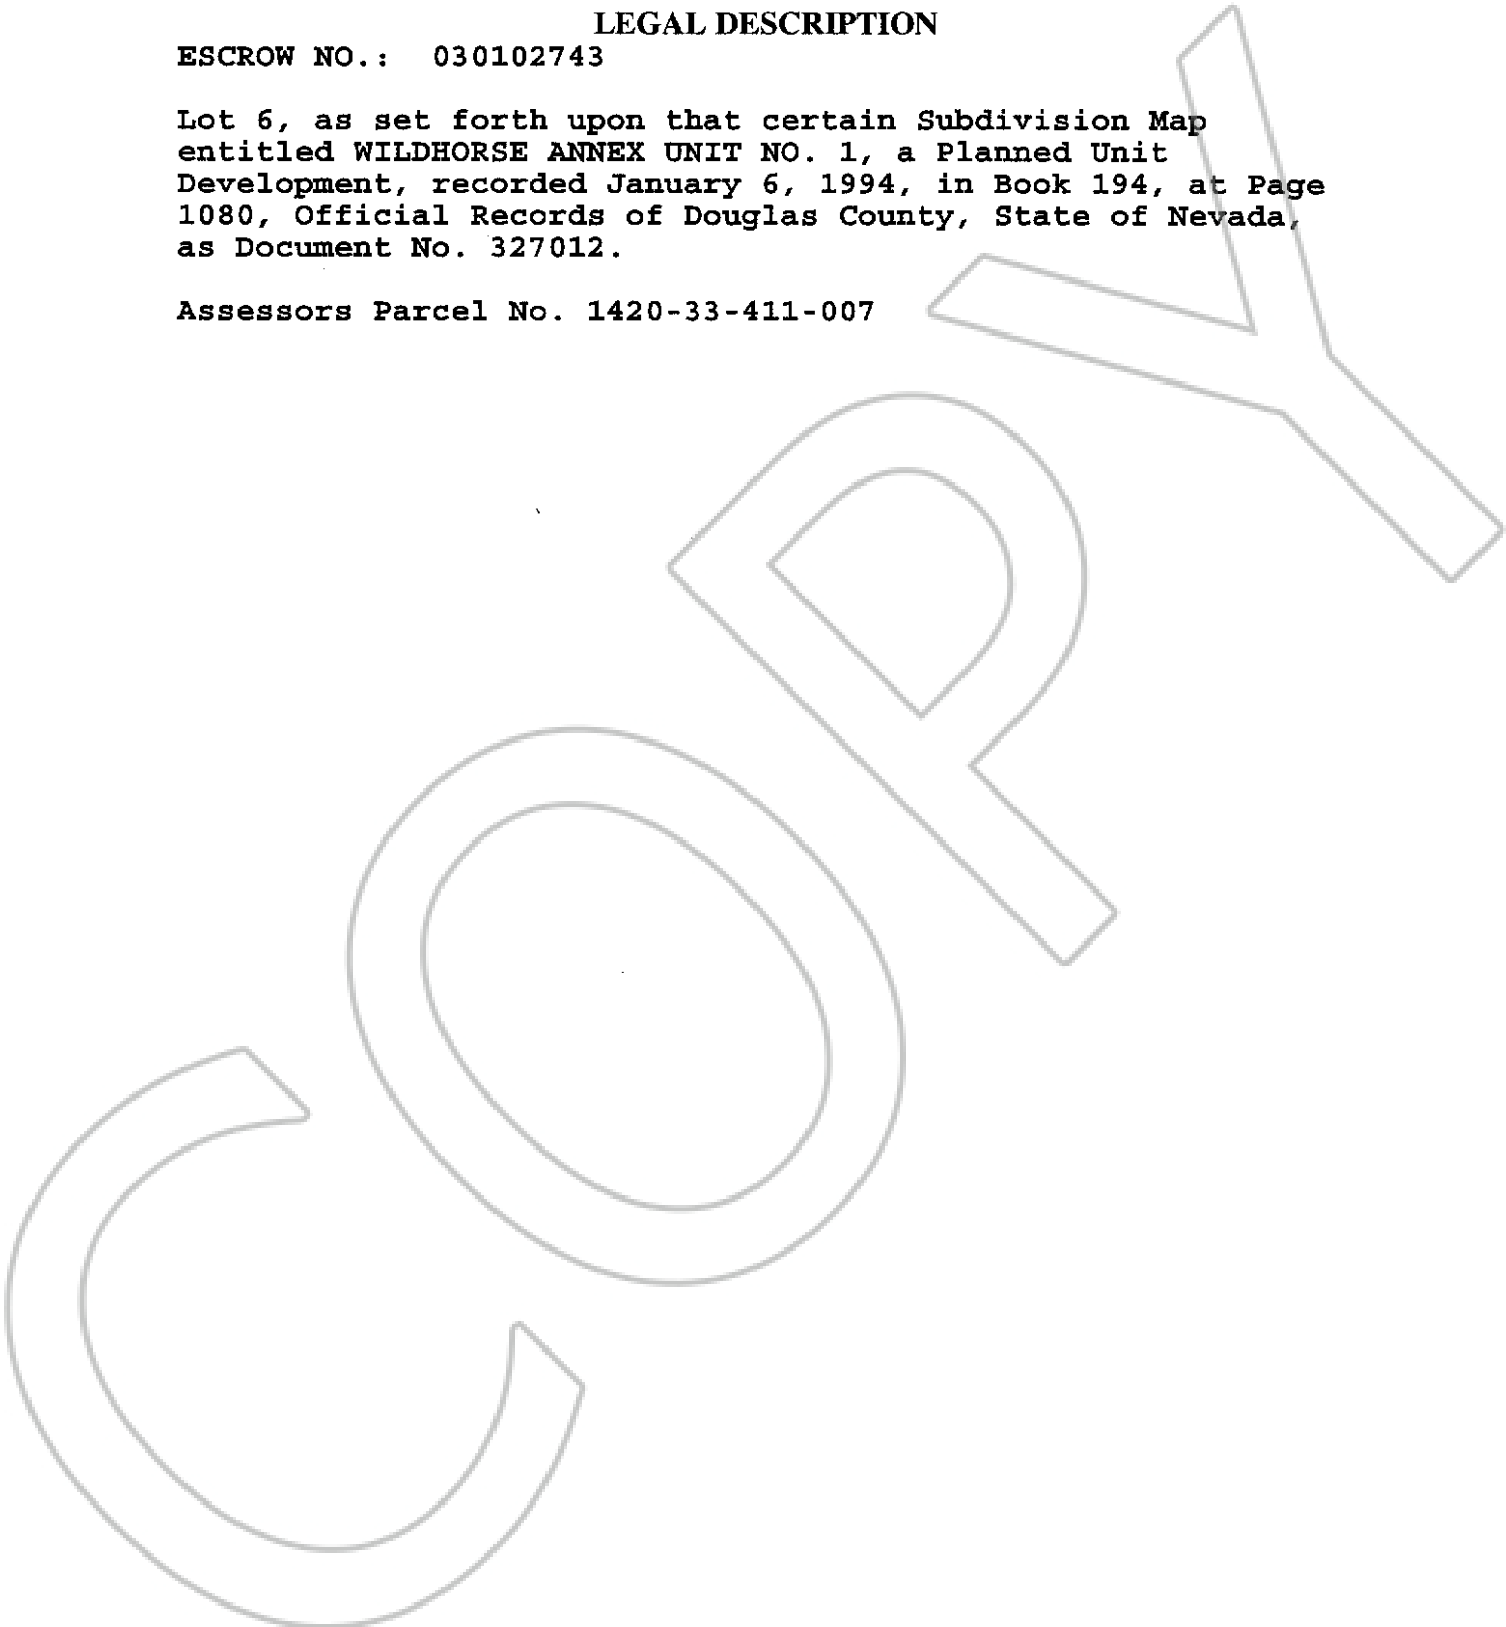 LEGAL DESCRIPTION
ESCROW NO.: 030102743
Lot 6, as set forth upon that certain Subdivision Map
entitled WILDHORSE ANNEX UNIT NO. 1, a Planned Unit
Development, recorded January 6, 1994, in Book 194, at Page
1080, Official Records of Douglas County, State of Nevada,
as Document No. 327012.
Assessors Parcel No. 1420-33-411-007
COPY